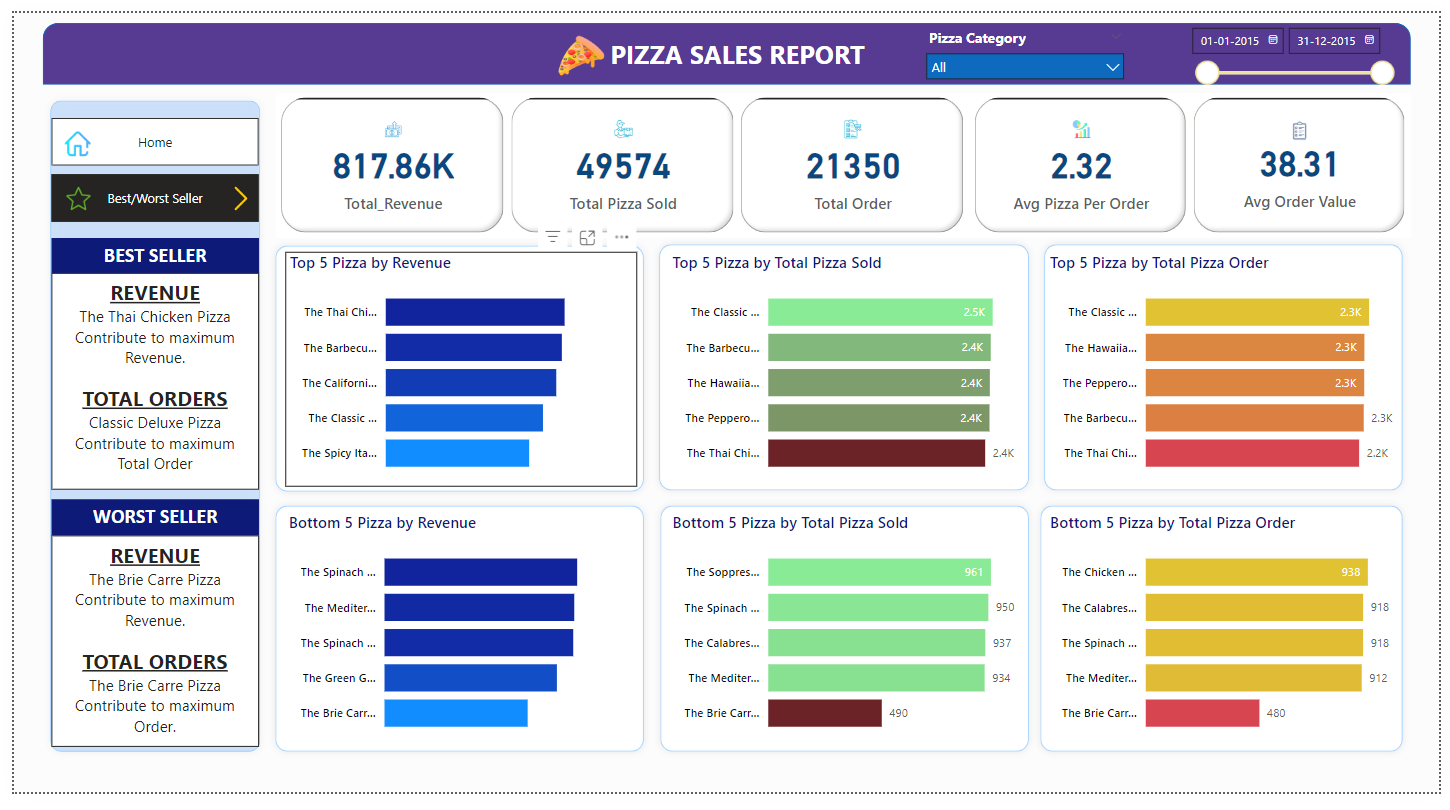 PIZZA SALES REPORT
Pizza Category
All
01-01-2015
31-12-2015
Home
Best/Worst Seller
BEST SELLER
REVENUE
The Thai Chicken Pizza
Contribute to maximum
Revenue.
TOTAL ORDERS
Classic Deluxe Pizza
Contribute to maximum
Total Order
WORST SELLER
REVENUE
The Brie Carre Pizza
Contribute to maximum
Revenue.
TOTAL ORDERS
The Brie Carre Pizza
Contribute to maximum
Order.
817.86K
Total_Revenue
49574
Total Pizza Sold
21350
Total Order
2.32
Avg Pizza Per Order
38.31
Avg Order Value
Top 5 Pizza by Revenue
The Thai Chi...
The Barbecu...
The Californi...
The Classic ...
The Spicy Ita...
Top 5 Pizza by Total Pizza Sold
The Classic ... 2.5K
The Barbecu... 2.4K
The Hawaiia... 2.4K
The Peppero... 2.4K
The Thai Chi... 2.4K
Top 5 Pizza by Total Pizza Order
The Classic ... 2.3K
The Hawaiia... 2.3K
The Peppero... 2.3K
The Barbecu... 2.3K
The Thai Chi... 2.2K
Bottom 5 Pizza by Revenue
The Spinach ...
The Mediter...
The Spinach ...
The Green G...
The Brie Carr...
Bottom 5 Pizza by Total Pizza Sold
The Soppres... 961
The Spinach ... 950
The Calabres... 937
The Mediter... 934
The Brie Carr... 490
Bottom 5 Pizza by Total Pizza Order
The Chicken ... 938
The Calabres... 918
The Spinach ... 918
The Mediter... 912
The Brie Carr... 480